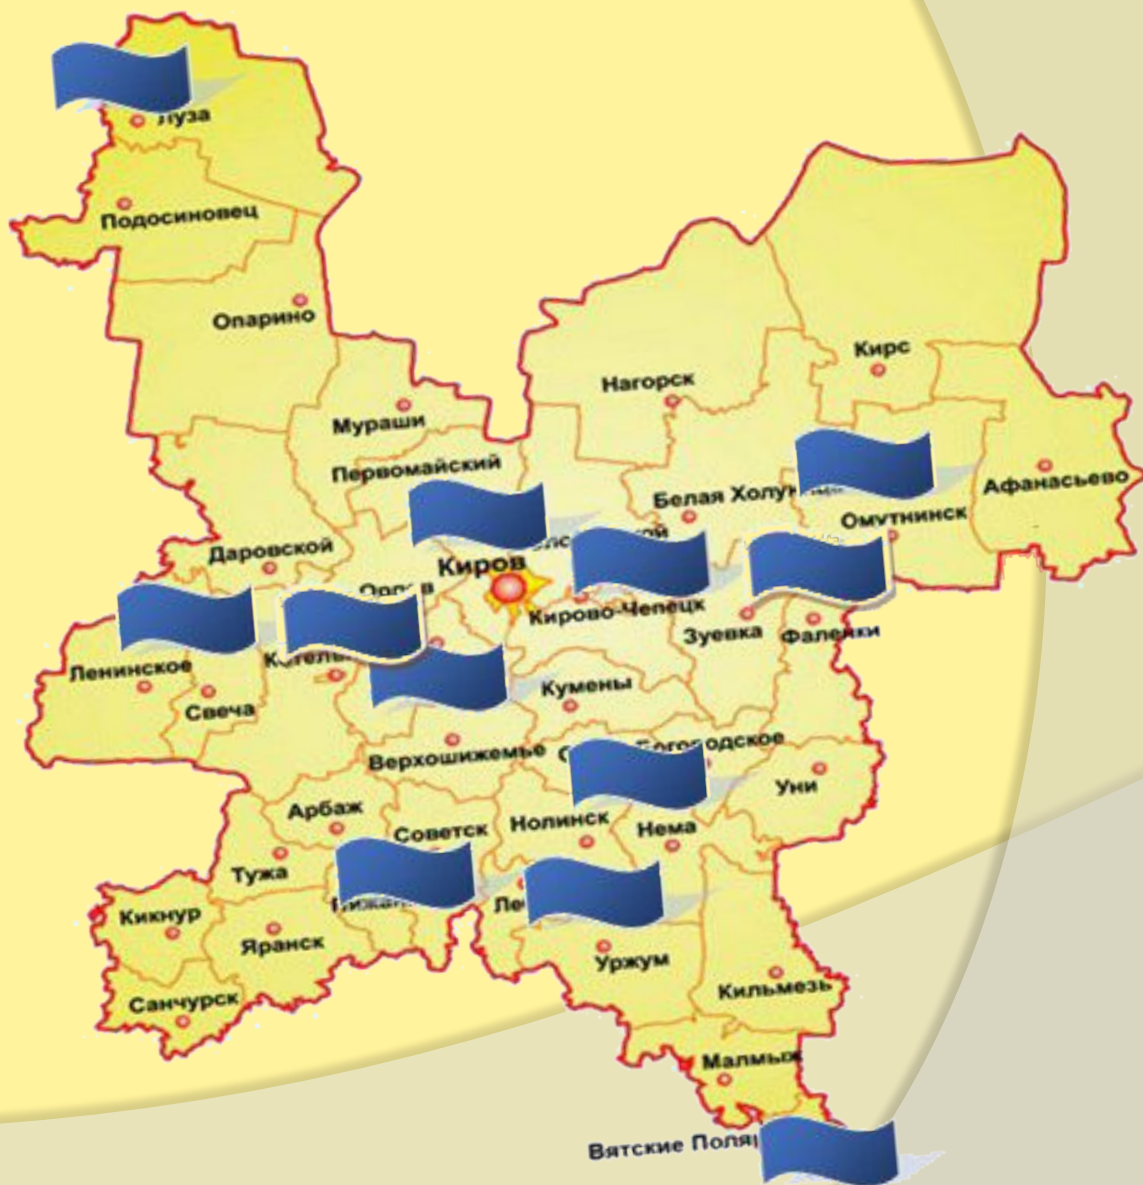 Луза
Подосиновец
Опарино
Кирс
Нагорск
Мураши
Первомайский
Афанасьево
Белая
Омутнинск
Даровской
Киров
Кирово-Чепецк
Зуевка
Фаленки
Ленинское
Свеча
Кумены
Верхошижемье
Богородское
Уни
Арбаж
Советск
Нолинск
Нема
Тужа
Кикнур
Яранск
Уржум
Кильмезь
Санчурск
Малмыж
Вятские